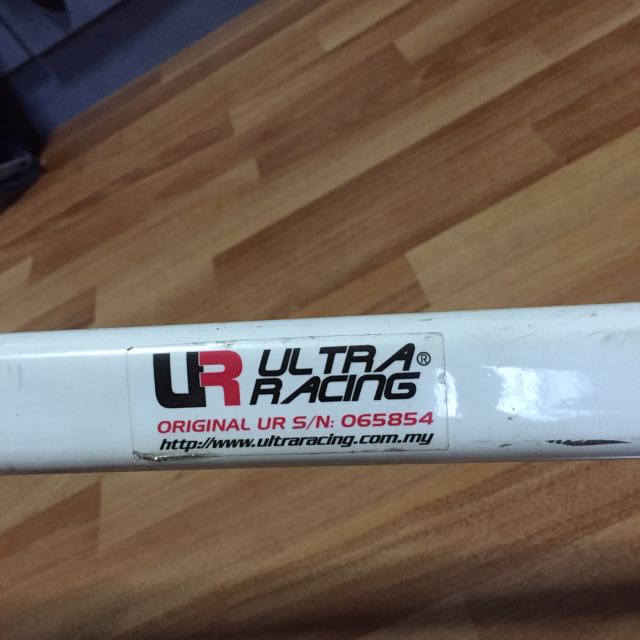 UR ULTRA RACING®
ORIGINAL UR S/N: 065854
http://www.ultraracing.com.my